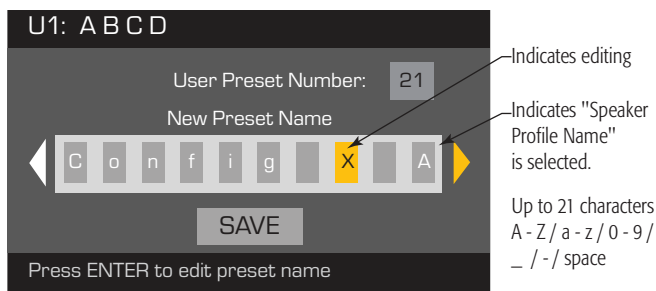 U1: A B C D
User Preset Number: 21
New Preset Name
C o n f i g X A
SAVE
Press ENTER to edit preset name
Indicates editing
Indicates "Speaker
Profile Name"
is selected.
Up to 21 characters
A - Z / a - z / 0 - 9 /
_ / - / space